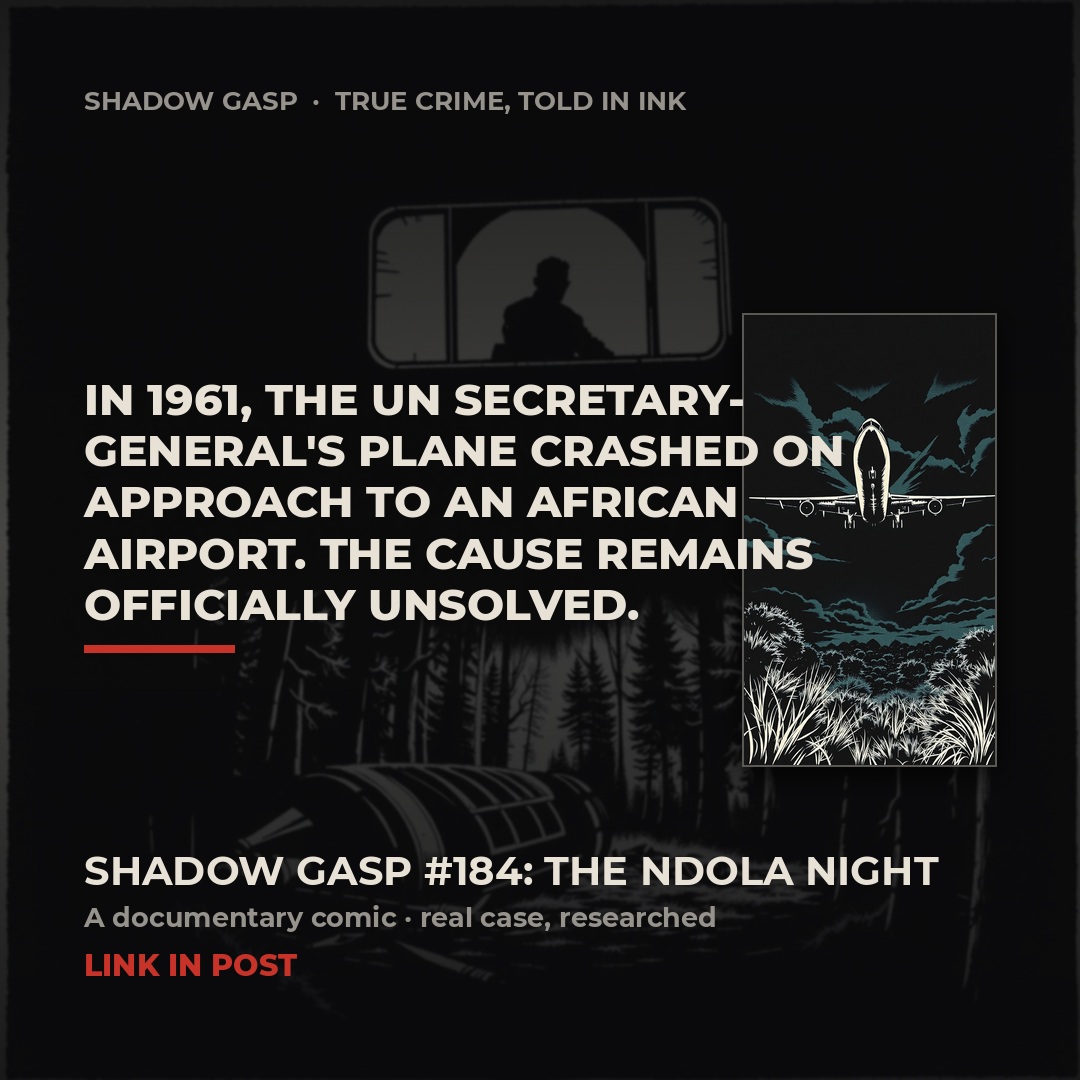 SHADOW GASP · TRUE CRIME, TOLD IN INK
IN 1961, THE UN SECRETARY-
GENERAL'S PLANE CRASHED ON
APPROACH TO AN AFRICAN
AIRPORT. THE CAUSE REMAINS
OFFICIALLY UNSOLVED.
SHADOW GASP #184: THE NDOLA NIGHT
A documentary comic · real case, researched
LINK IN POST